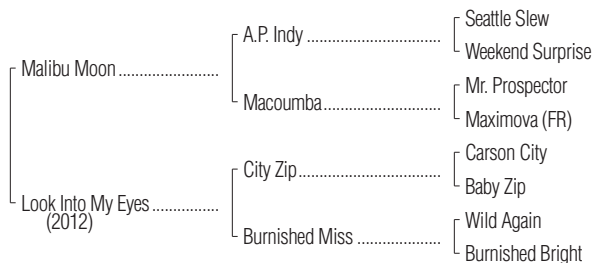 Seattle Slew
A.P. Indy ........................................
Weekend Surprise
Malibu Moon ..............................
Mr. Prospector
Macoumba...................................
Maximova (FR)
Carson City
City Zip..........................................
Baby Zip
Look Into My Eyes ....................
(2012)
Wild Again
Burnished Miss .........................
Burnished Bright